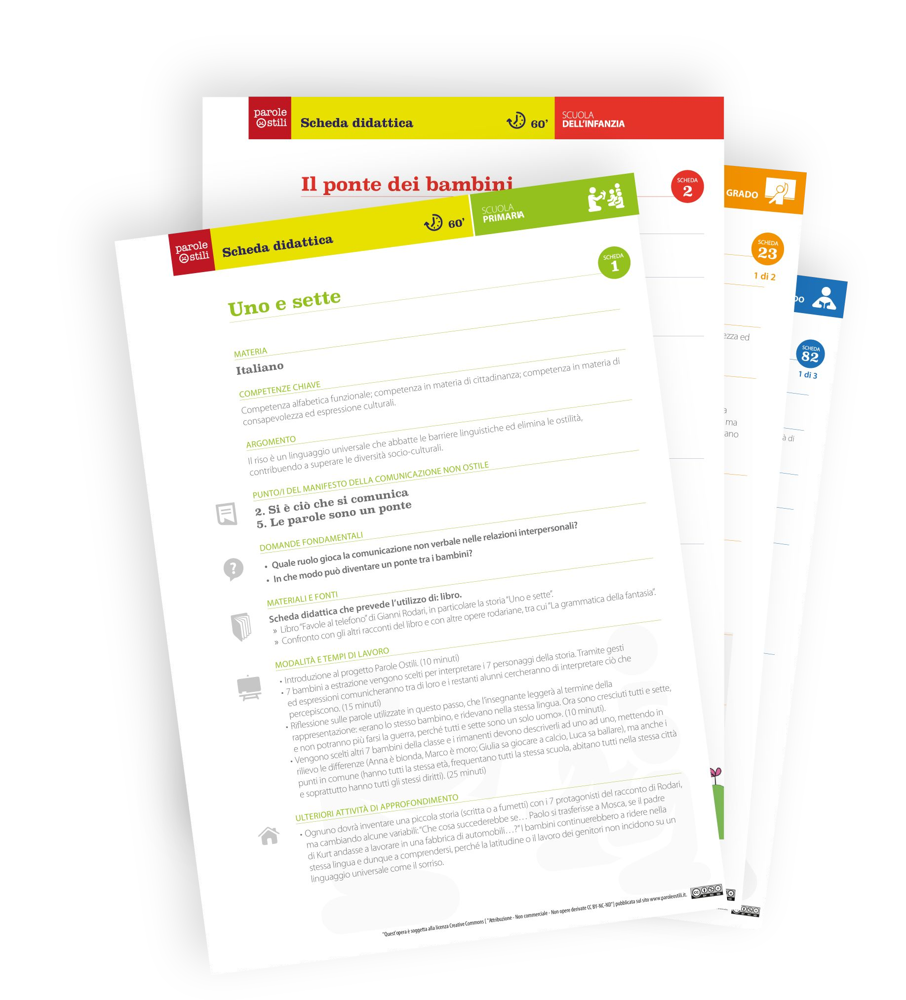 parole
ostili
Scheda didattica
60’
SCUOLA
DELL’INFANZIA
Il ponte dei bambini
SCHEDA
2
GRADO
SCHEDA
23
1 di 2
ezza ed
a
ma
ano
DO
SCHEDA
82
1 di 3
à di
parole
ostili
Scheda didattica
60’
SCUOLA
PRIMARIA
SCHEDA
1
Uno e sette
MATERIA
Italiano
COMPETENZE CHIAVE
Competenza alfabetica funzionale; competenza in materia di cittadinanza; competenza in materia di
consapevolezza ed espressione culturali.
ARGOMENTO
Il riso è un linguaggio universale che abbatte le barriere linguistiche ed elimina le ostilità,
contribuendo a superare le diversità socio-culturali.
PUNTO/I DEL MANIFESTO DELLA COMUNICAZIONE NON OSTILE
2. Si è ciò che si comunica
5. Le parole sono un ponte
DOMANDE FONDAMENTALI
• Quale ruolo gioca la comunicazione non verbale nelle relazioni interpersonali?
• In che modo può diventare un ponte tra i bambini?
MATERIALI E FONTI
Scheda didattica che prevede l’utilizzo di: libro.
» Libro “Favole al telefono” di Gianni Rodari, in particolare la storia “Uno e sette”.
» Confronto con gli altri racconti del libro e con altre opere rodariane, tra cui “La grammatica della fantasia”.
MODALITÀ E TEMPI DI LAVORO
• Introduzione al progetto Parole Ostili. (10 minuti)
• 7 bambini a estrazione vengono scelti per interpretare i 7 personaggi della storia. Tramite gesti
ed espressioni comunicheranno tra di loro e i restanti alunni cercheranno di interpretare ciò che
percepiscono. (15 minuti)
• Riflessione sulle parole utilizzate in questo passo, che l’insegnante leggerà al termine della
rappresentazione: «erano lo stesso bambino, e ridevano nella stessa lingua. Ora sono cresciuti tutti e sette,
e non potranno più farsi la guerra, perché tutti e sette sono un solo uomo». (10 minuti).
• Vengono scelti altri 7 bambini della classe e i rimanenti devono descriverli ad uno ad uno, mettendo in
rilievo le differenze (Anna è bionda, Marco è moro; Giulia sa giocare a calcio, Luca sa ballare), ma anche i
punti in comune (hanno tutti la stessa età, frequentano tutti la stessa scuola, abitano tutti nella stessa città
e soprattutto hanno tutti gli stessi diritti). (25 minuti)
ULTERIORI ATTIVITÀ DI APPROFONDIMENTO
• Ognuno dovrà inventare una piccola storia (scritta o a fumetti) con i 7 protagonisti del racconto di Rodari,
ma cambiando alcune variabili: “Che cosa succederebbe se… Paolo si trasferisse a Mosca, se il padre
di Kurt andasse a lavorare in una fabbrica di automobili…?” I bambini continuerebbero a ridere nella
stessa lingua e dunque a comprendersi, perché la latitudine o il lavoro dei genitori non incidono su un
linguaggio universale come il sorriso.
"Quest'opera è soggetta alla licenza Creative Commons [ "Attribuzione - Non commerciale - Non opere derivate CC BY-NC-ND"] pubblicata sul sito www.paroleostili.it.
cc
BY NC ND
ND
BY NC ND